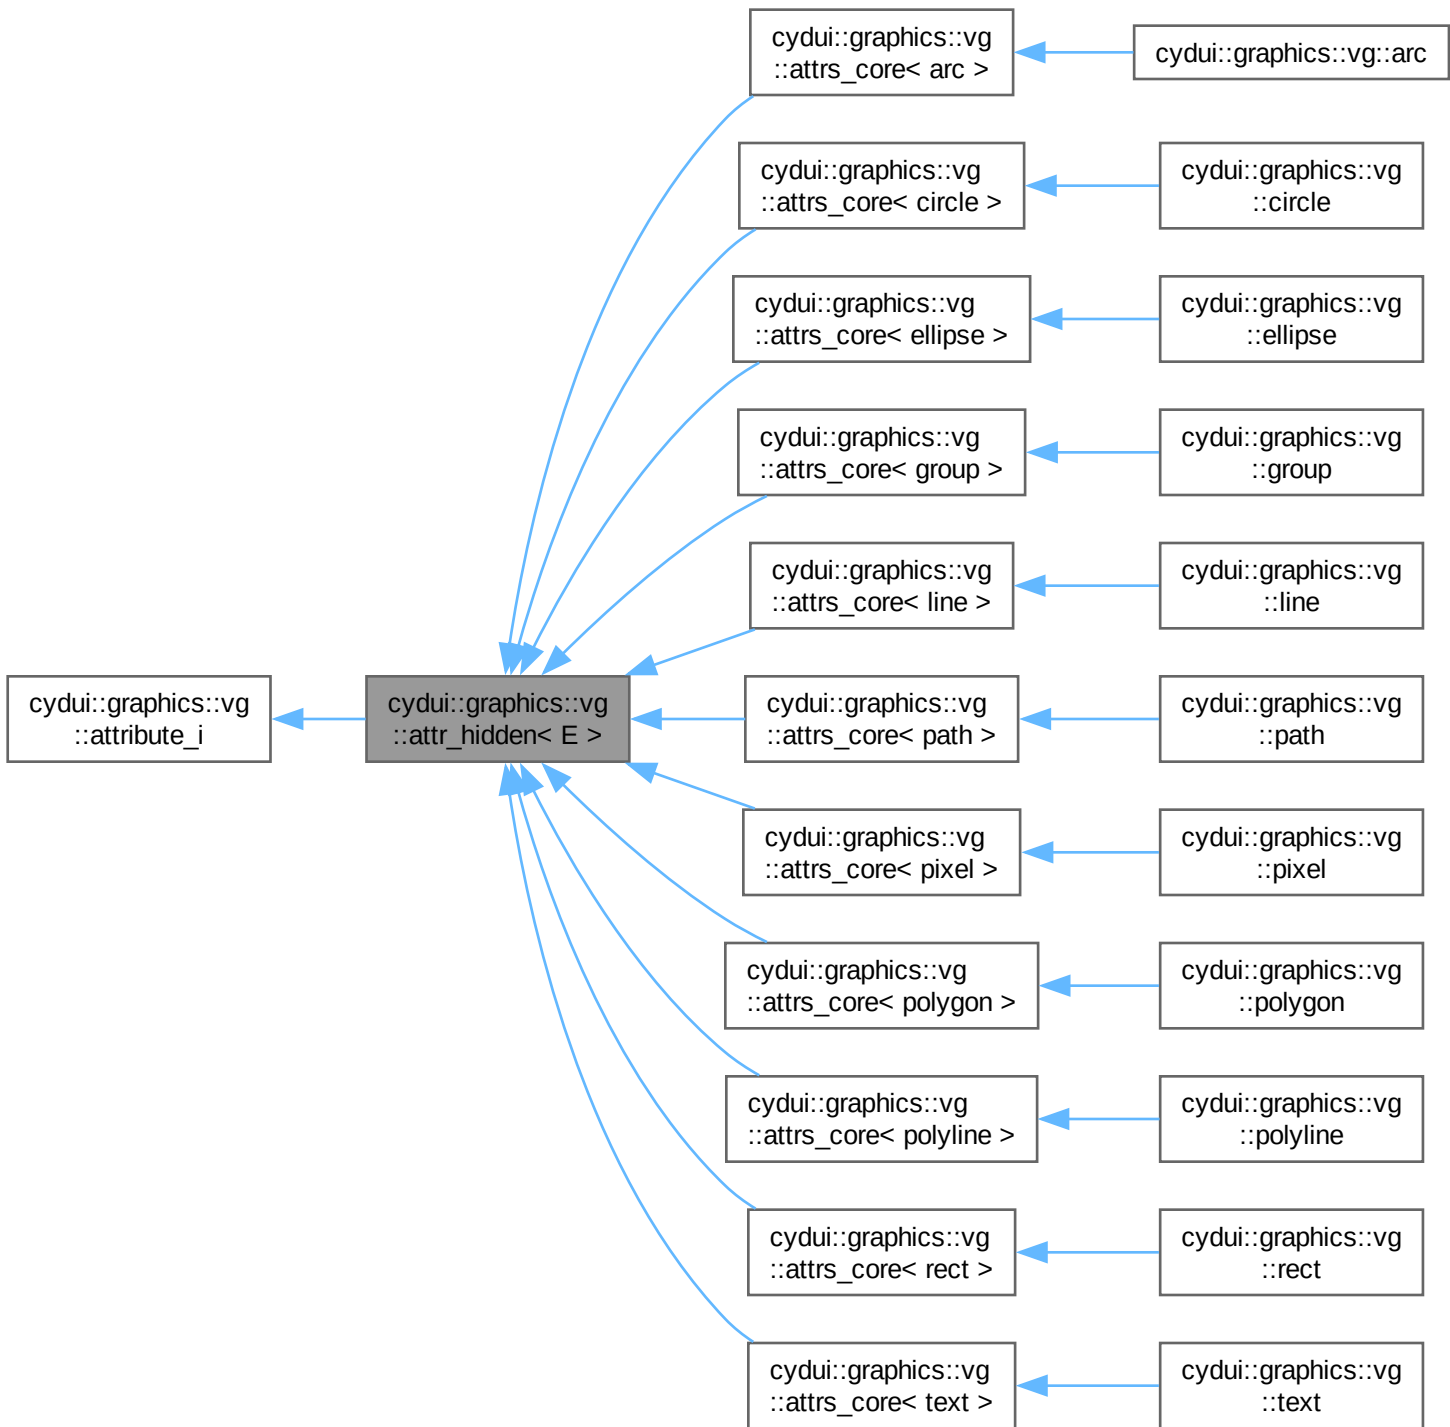 cydui::graphics::vg
::attrs_core< arc >
cydui::graphics::vg::arc
cydui::graphics::vg
::attrs_core< circle >
cydui::graphics::vg
::circle
cydui::graphics::vg
::attrs_core< ellipse >
cydui::graphics::vg
::ellipse
cydui::graphics::vg
::attrs_core< group >
cydui::graphics::vg
::group
cydui::graphics::vg
::attrs_core< line >
cydui::graphics::vg
::line
cydui::graphics::vg
::attribute_i
cydui::graphics::vg
::attr_hidden< E >
cydui::graphics::vg
::attrs_core< path >
cydui::graphics::vg
::path
cydui::graphics::vg
::attrs_core< pixel >
cydui::graphics::vg
::pixel
cydui::graphics::vg
::attrs_core< polygon >
cydui::graphics::vg
::polygon
cydui::graphics::vg
::attrs_core< polyline >
cydui::graphics::vg
::polyline
cydui::graphics::vg
::attrs_core< rect >
cydui::graphics::vg
::rect
cydui::graphics::vg
::attrs_core< text >
cydui::graphics::vg
::text